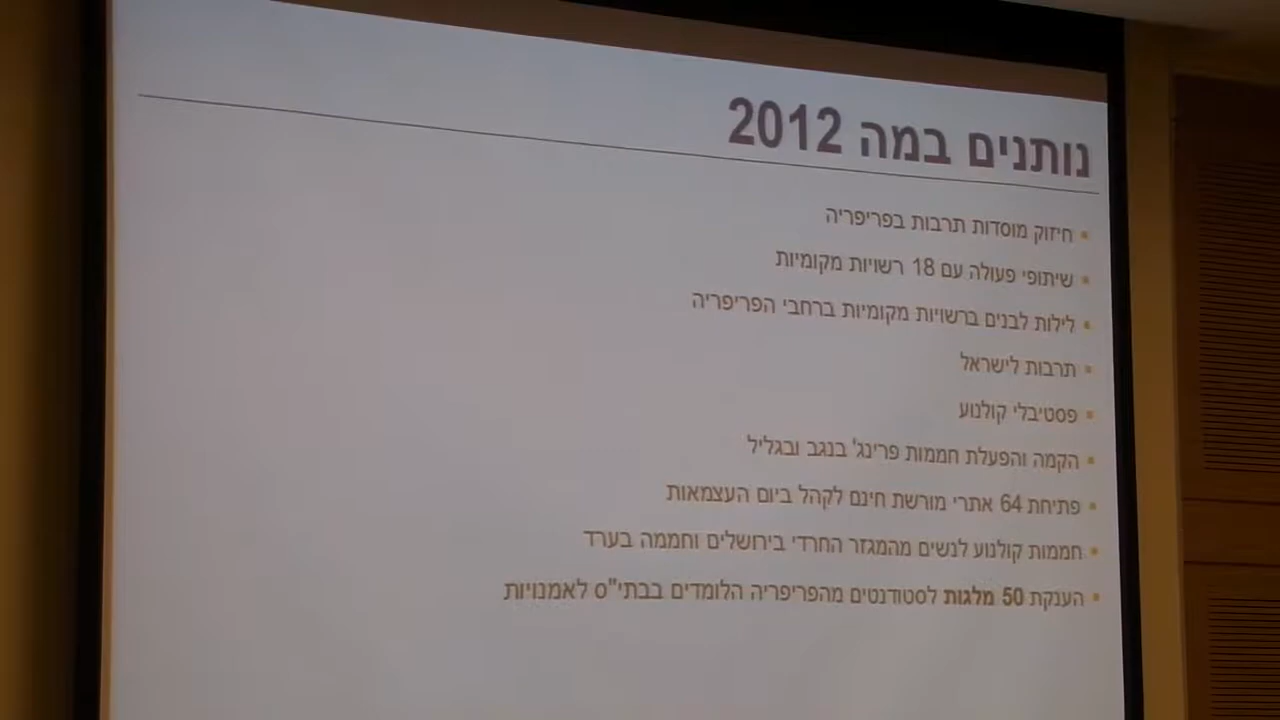 נותנים במה 2012
▪ חיזוק מוסדות תרבות בפריפריה
▪ שיתופי פעולה עם 18 רשויות מקומיות
▪ לילות לבנים ברשויות מקומיות ברחבי הפריפריה
▪ תרבות לישראל
▪ פסטיבלי קולנוע
▪ הקמה והפעלת חממות פרינג' בנגב ובגליל
▪ פתיחת 64 אתרי מורשת חינם לקהל ביום העצמאות
▪ חממות קולנוע לנשים מהמגזר החרדי בירושלים וחממה בערד
▪ הענקת 50 מלגות לסטודנטים מהפריפריה הלומדים בבתי"ס לאמנויות